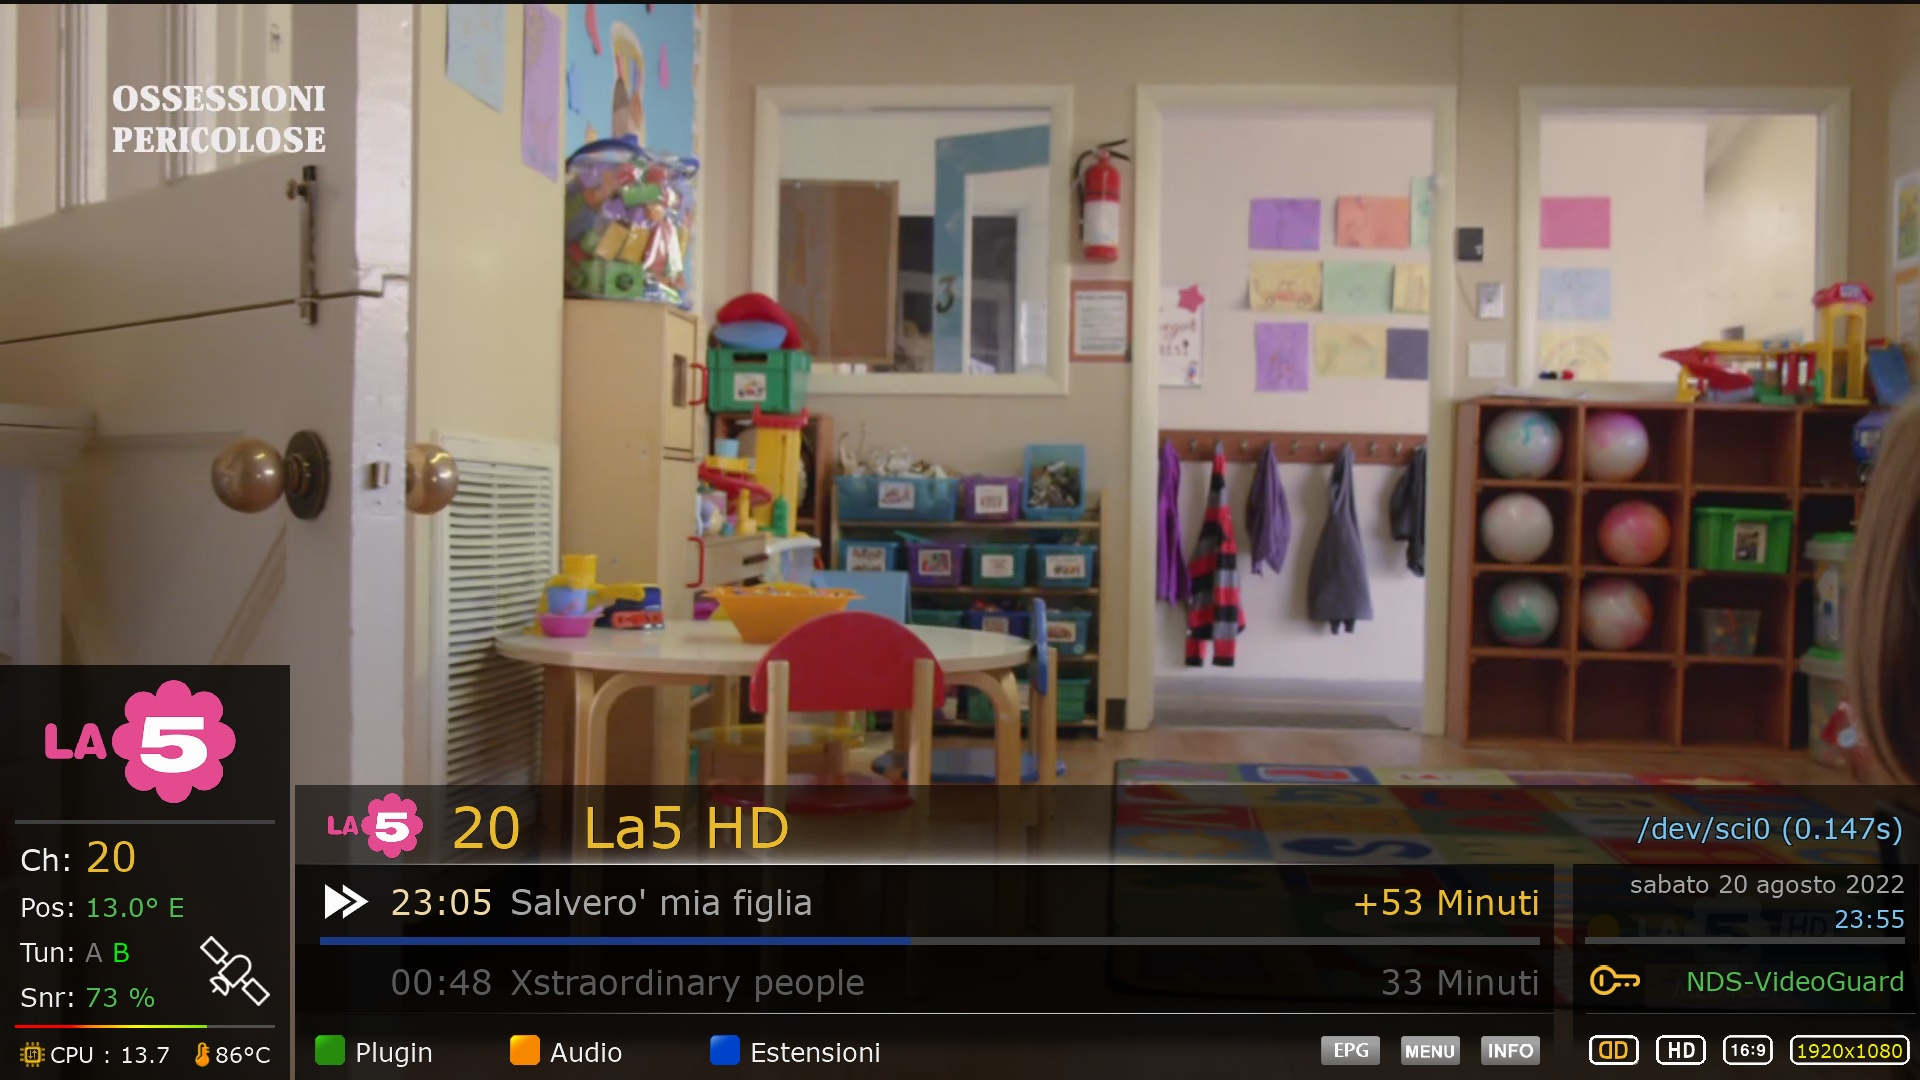 OSSESSIONI
PERICOLOSE
3
LA 5
Ch: 20
Pos: 13.0° E
Tun: A B
Snr: 73 %
CPU : 13.7 86°C
LA 5 20 La5 HD
/dev/sci0 (0.147s)
23:05 Salvero' mia figlia +53 Minuti
sabato 20 agosto 2022
23:55
00:48 Xstraordinary people 33 Minuti
NDS-VideoGuard
Plugin Audio Estensioni EPG MENU INFO
HD 16:9 1920x1080